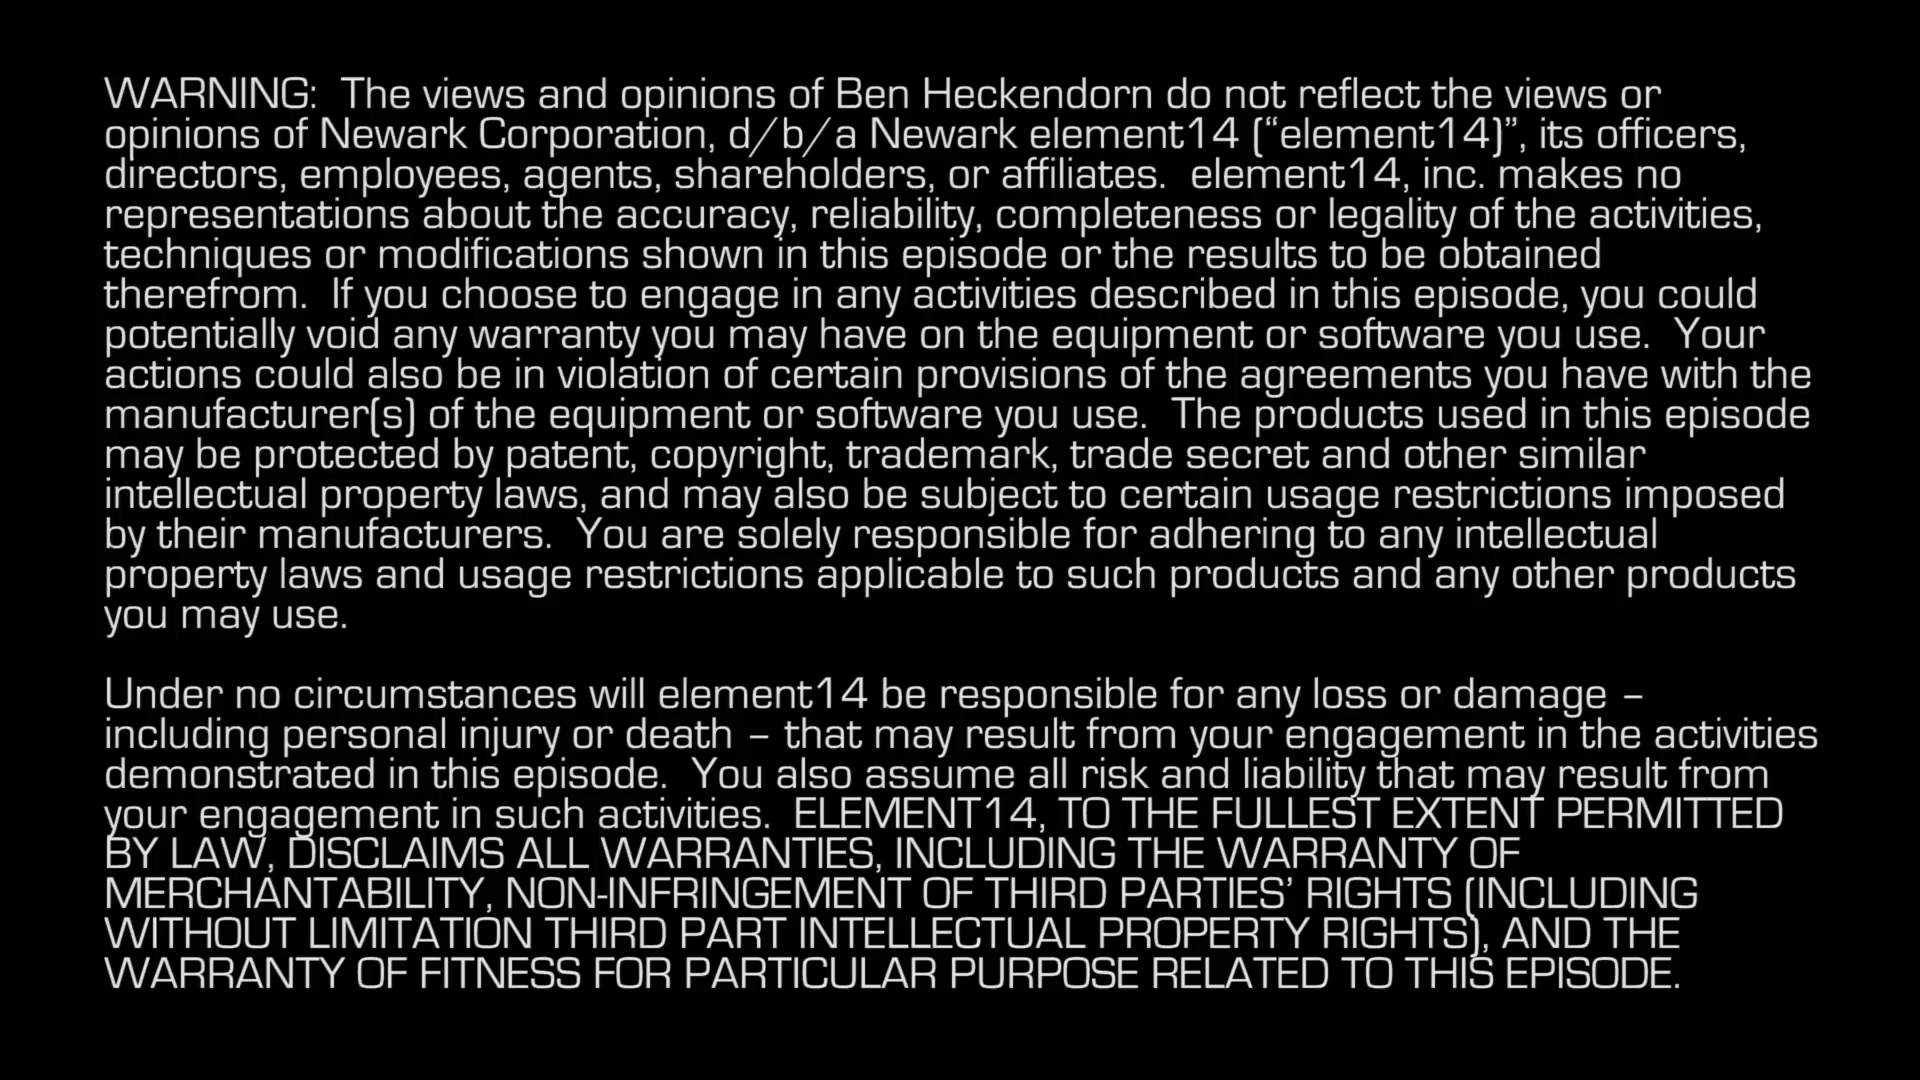 WARNING:  The views and opinions of Ben Heckendorn do not reflect the views or
opinions of Newark Corporation, d/b/a Newark element14 (“element14)”, its officers,
directors, employees, agents, shareholders, or affiliates.  element14, inc. makes no
representations about the accuracy, reliability, completeness or legality of the activities,
techniques or modifications shown in this episode or the results to be obtained
therefrom.  If you choose to engage in any activities described in this episode, you could
potentially void any warranty you may have on the equipment or software you use.  Your
actions could also be in violation of certain provisions of the agreements you have with the
manufacturer(s) of the equipment or software you use.  The products used in this episode
may be protected by patent, copyright, trademark, trade secret and other similar
intellectual property laws, and may also be subject to certain usage restrictions imposed
by their manufacturers.  You are solely responsible for adhering to any intellectual
property laws and usage restrictions applicable to such products and any other products
you may use.
Under no circumstances will element14 be responsible for any loss or damage –
including personal injury or death – that may result from your engagement in the activities
demonstrated in this episode.  You also assume all risk and liability that may result from
your engagement in such activities.  ELEMENT14, TO THE FULLEST EXTENT PERMITTED
BY LAW, DISCLAIMS ALL WARRANTIES, INCLUDING THE WARRANTY OF
MERCHANTABILITY, NON-INFRINGEMENT OF THIRD PARTIES’ RIGHTS (INCLUDING
WITHOUT LIMITATION THIRD PART INTELLECTUAL PROPERTY RIGHTS), AND THE
WARRANTY OF FITNESS FOR PARTICULAR PURPOSE RELATED TO THIS EPISODE.